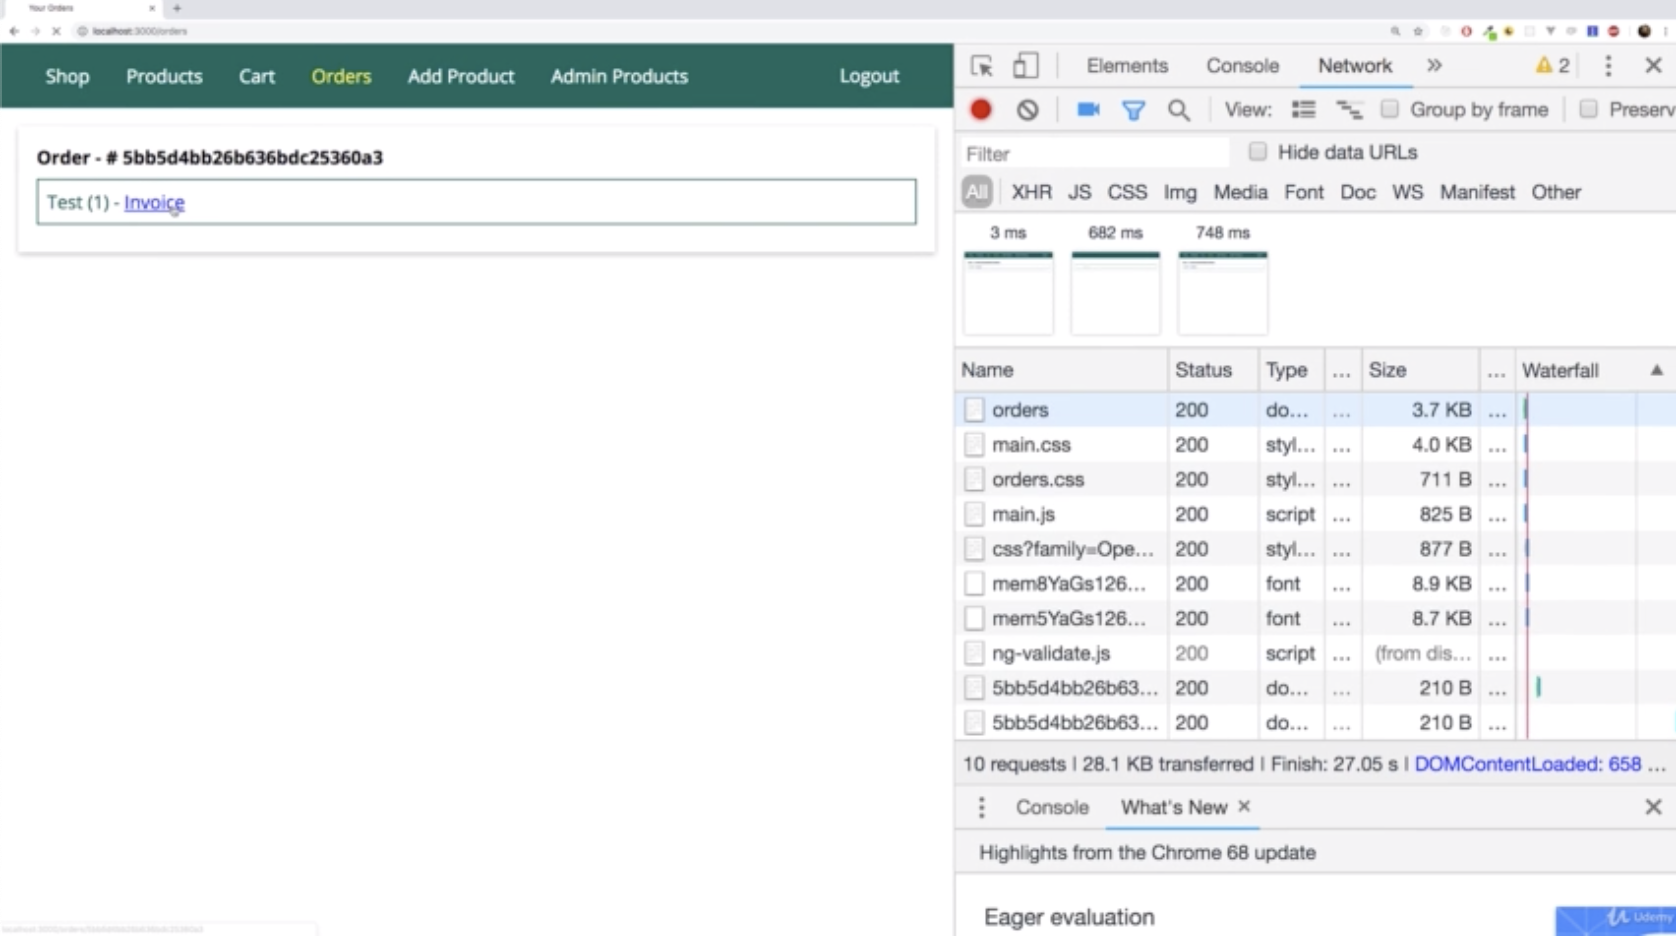 Your Orders
localhost:3000/orders
Shop Products Cart Orders Add Product Admin Products Logout
Order - # 5bb5d4bb26b636bdc25360a3
Test (1) - Invoice
Elements Console Network » 2
View: Group by frame Preserv
Filter Hide data URLs
All XHR JS CSS Img Media Font Doc WS Manifest Other
3 ms 682 ms 748 ms
Name Status Type ... Size ... Waterfall ▲
orders 200 do... ... 3.7 KB ...
main.css 200 styl... ... 4.0 KB ...
orders.css 200 styl... ... 711 B ...
main.js 200 script ... 825 B ...
css?family=Ope... 200 styl... ... 877 B ...
mem8YaGs126... 200 font ... 8.9 KB ...
mem5YaGs126... 200 font ... 8.7 KB ...
ng-validate.js 200 script ... (from dis... ...
5bb5d4bb26b63... 200 do... ... 210 B ...
5bb5d4bb26b63... 200 do... ... 210 B ...
10 requests | 28.1 KB transferred | Finish: 27.05 s | DOMContentLoaded: 658 ...
Console What's New ×
Highlights from the Chrome 68 update
Eager evaluation
Udemy